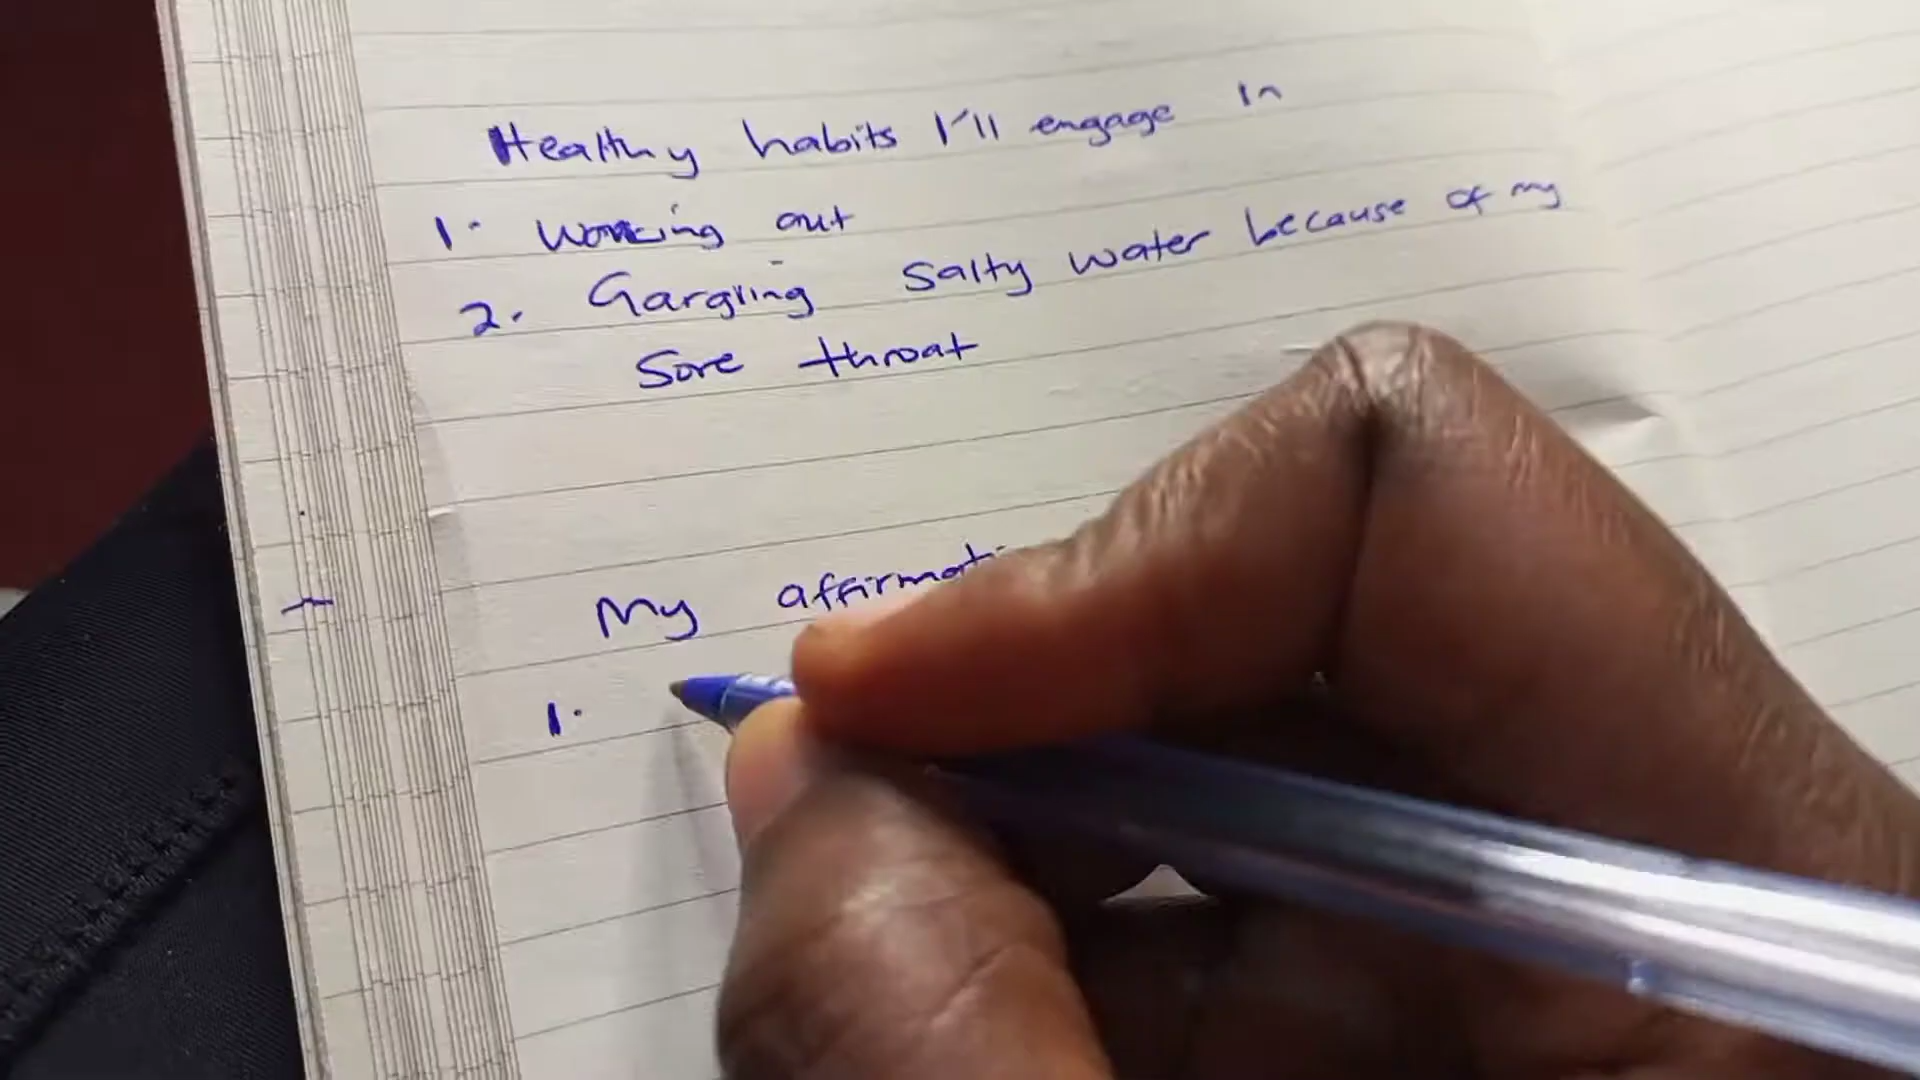 Healthy habits I'll engage in
1. Working out
2. Gargling salty water because of my
sore throat
My
1.